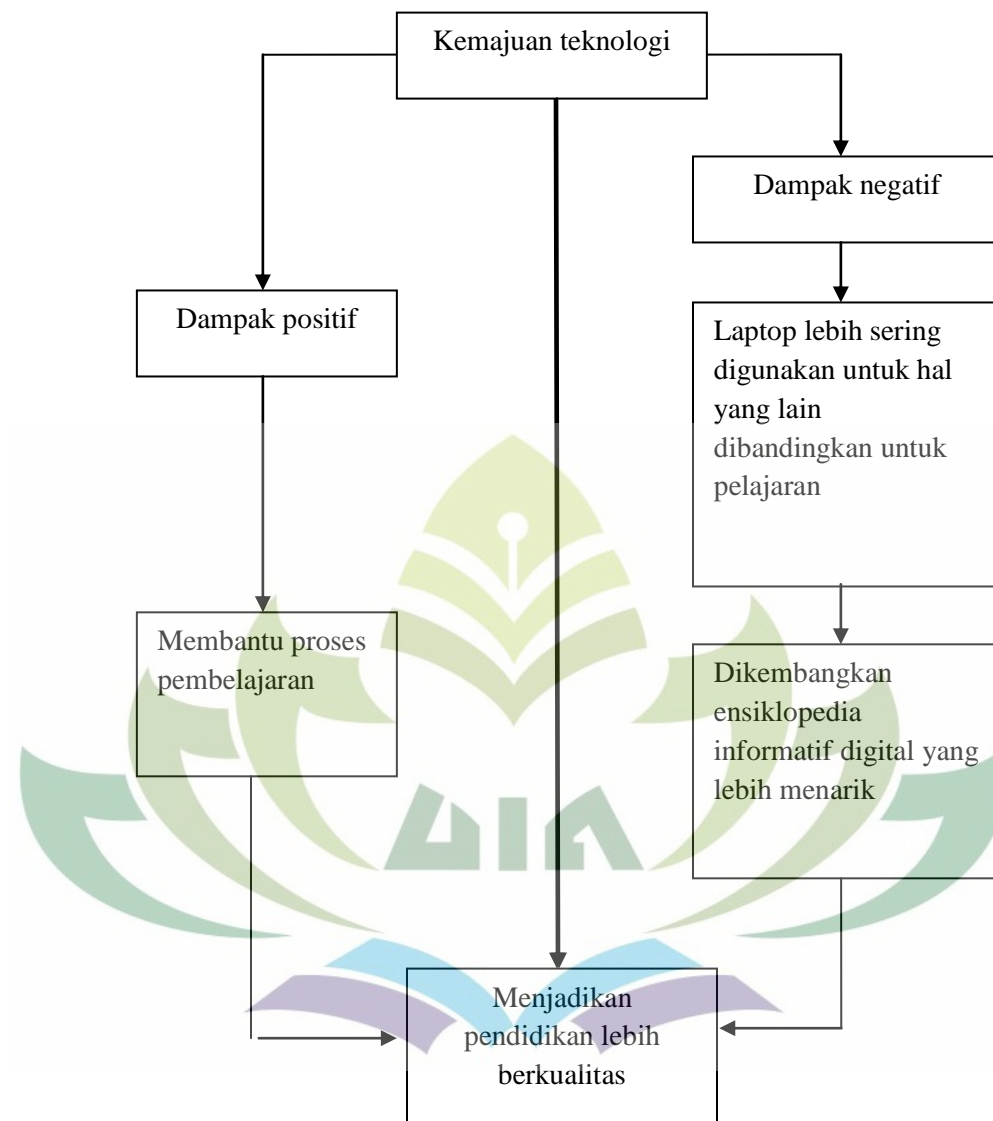 Kemajuan teknologi
Dampak negatif
Dampak positif
Laptop lebih sering
digunakan untuk hal
yang lain
dibandingkan untuk
pelajaran
Membantu proses
pembelajaran
Dikembangkan
ensiklopedia
informatif digital yang
lebih menarik
UIN
Menjadikan
pendidikan lebih
berkualitas